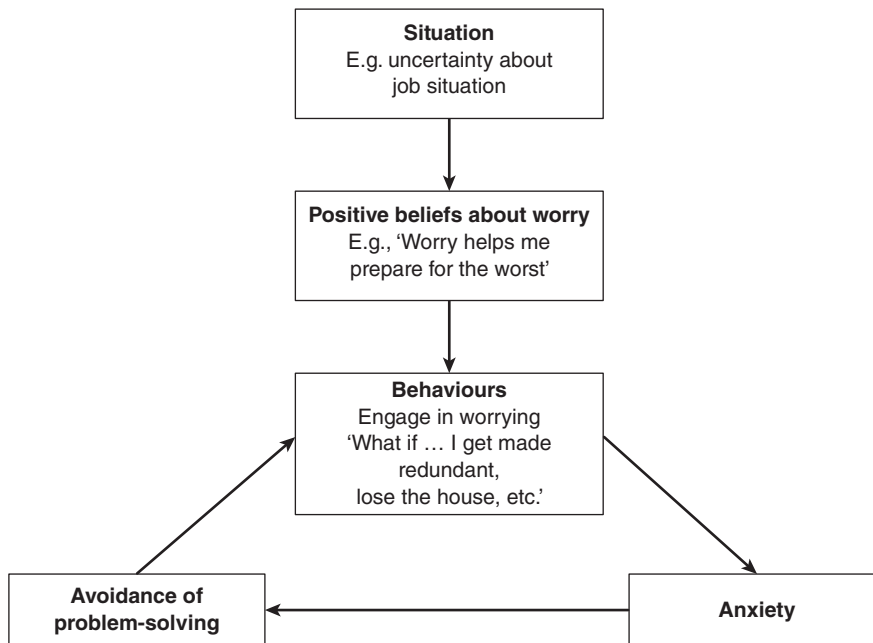 Situation
E.g. uncertainty about
job situation
Positive beliefs about worry
E.g., ‘Worry helps me
prepare for the worst’
Behaviours
Engage in worrying
‘What if … I get made
redundant,
lose the house, etc.’
Avoidance of
problem-solving
Anxiety